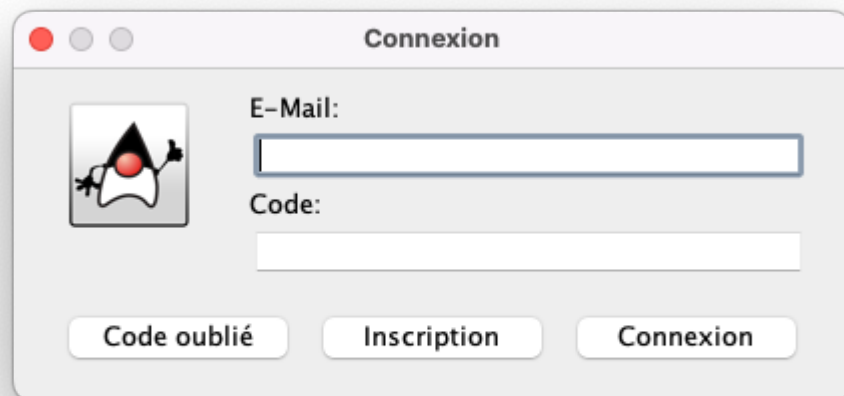 Connexion
E-Mail:
Code:
Code oublié
Inscription
Connexion